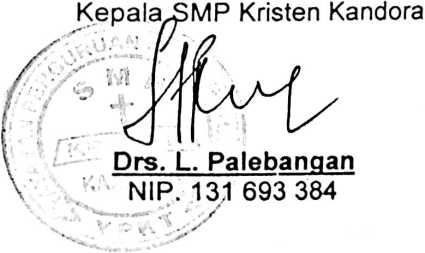 Kepala SMP Kristen Kandora
Drs. L. Palebangan
NIP. 131 693 384